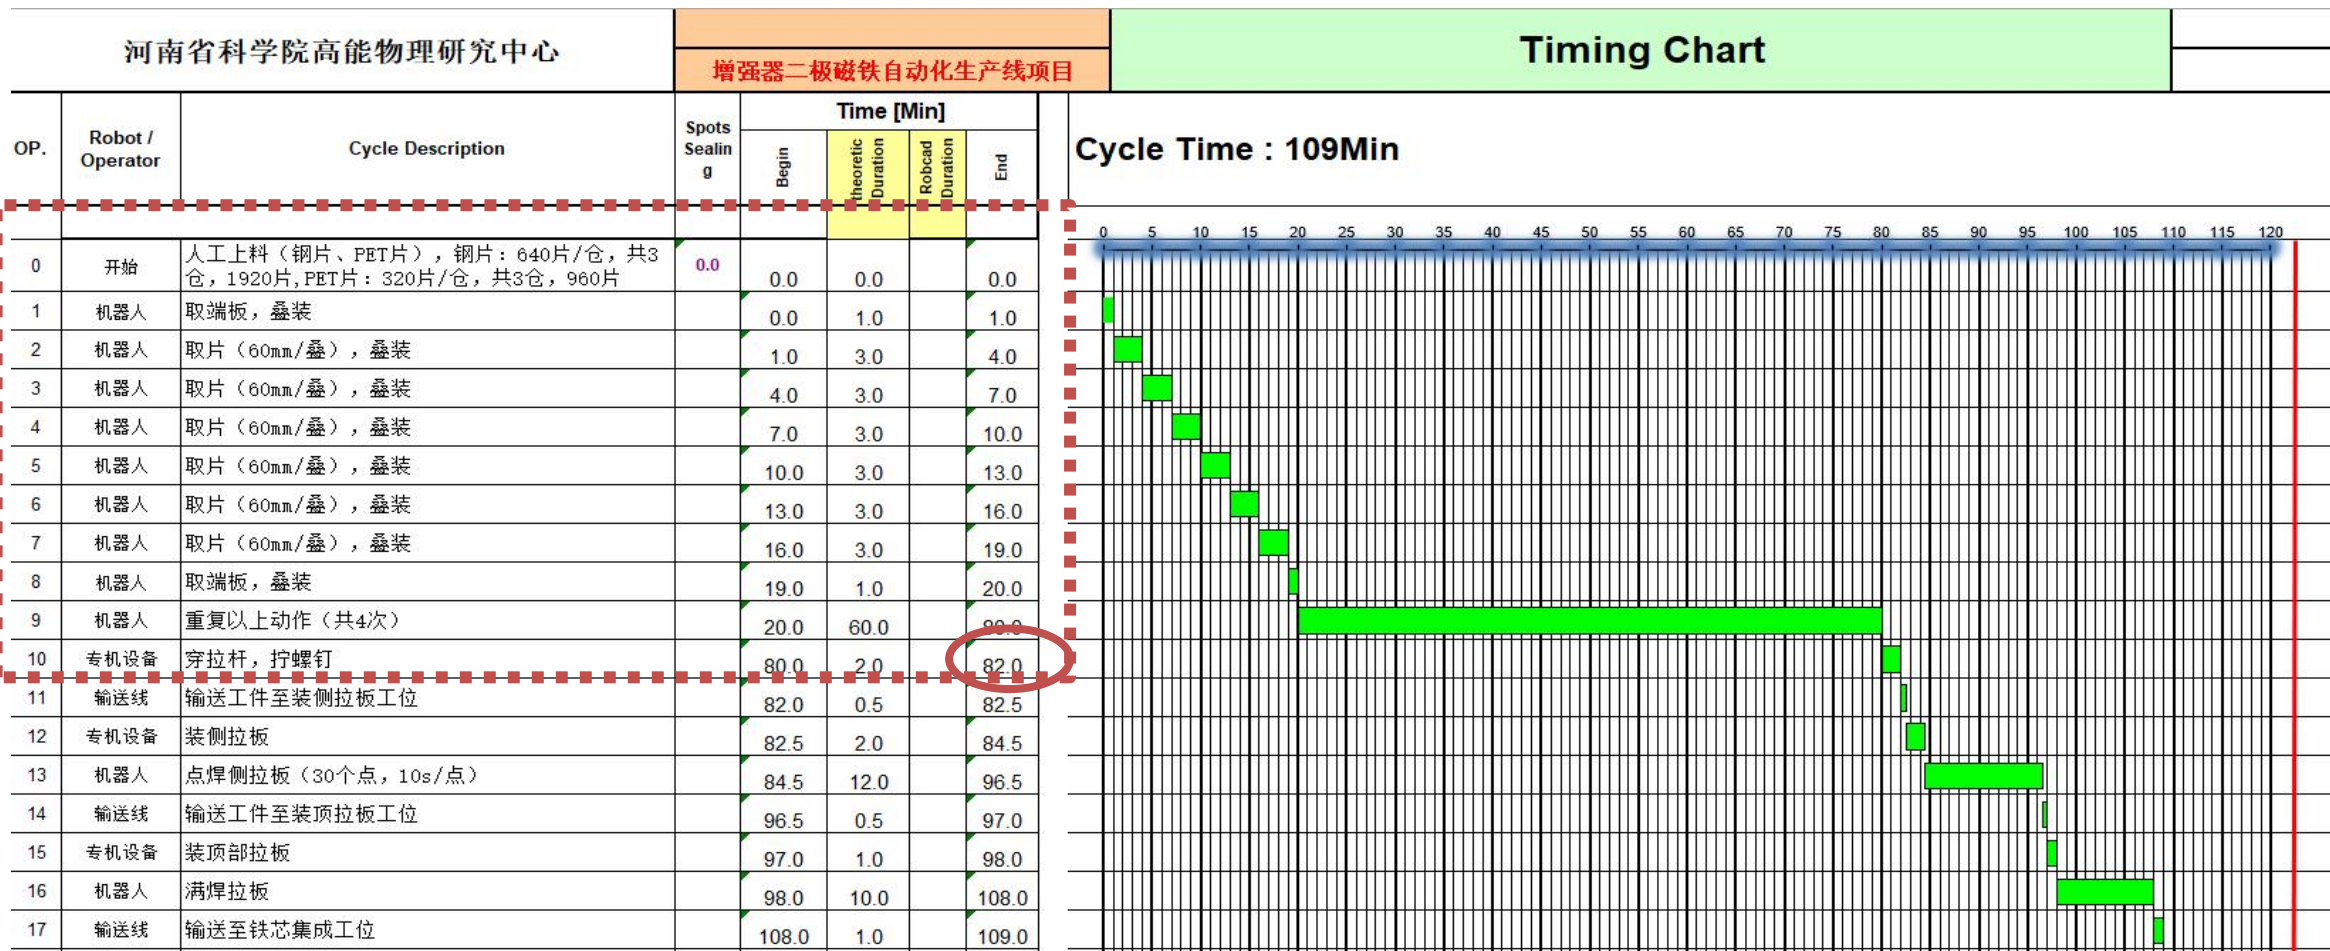 河南省科学院高能物理研究中心
增强器二极磁铁自动化生产线项目
Timing Chart
OP.
Robot / Operator
Cycle Description
Spots Sealin g
Time [Min]
Begin
theoretic Duration
Robcad Duration
End
Cycle Time : 109Min
0 5 10 15 20 25 30 35 40 45 50 55 60 65 70 75 80 85 90 95 100 105 110 115 120
0 开始 人工上料（钢片、PET片），钢片：640片/仓，共3 0.0 0.0 0.0 0.0
仓，1920片,PET片：320片/仓，共3仓，960片
1 机器人 取端板，叠装 0.0 1.0 1.0
2 机器人 取片（60mm/叠），叠装 1.0 3.0 4.0
3 机器人 取片（60mm/叠），叠装 4.0 3.0 7.0
4 机器人 取片（60mm/叠），叠装 7.0 3.0 10.0
5 机器人 取片（60mm/叠），叠装 10.0 3.0 13.0
6 机器人 取片（60mm/叠），叠装 13.0 3.0 16.0
7 机器人 取片（60mm/叠），叠装 16.0 3.0 19.0
8 机器人 取端板，叠装 19.0 1.0 20.0
9 机器人 重复以上动作（共4次） 20.0 60.0 80.0
10 专机设备 穿拉杆，拧螺钉 80.0 2.0 82.0
11 输送线 输送工件至装侧拉板工位 82.0 0.5 82.5
12 专机设备 装侧拉板 82.5 2.0 84.5
13 机器人 点焊侧拉板（30个点，10s/点） 84.5 12.0 96.5
14 输送线 输送工件至装顶拉板工位 96.5 0.5 97.0
15 专机设备 装顶部拉板 97.0 1.0 98.0
16 机器人 满焊拉板 98.0 10.0 108.0
17 输送线 输送至铁芯集成工位 108.0 1.0 109.0